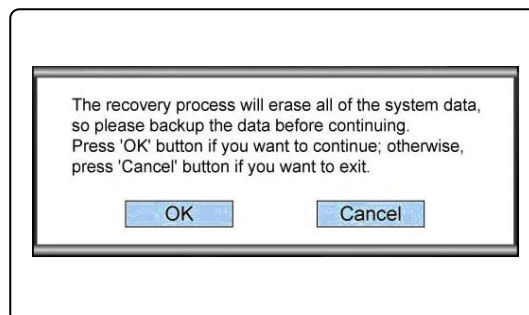 The recovery process will erase all of the system data,
so please backup the data before continuing.
Press 'OK' button if you want to continue; otherwise,
press 'Cancel' button if you want to exit.
OK Cancel